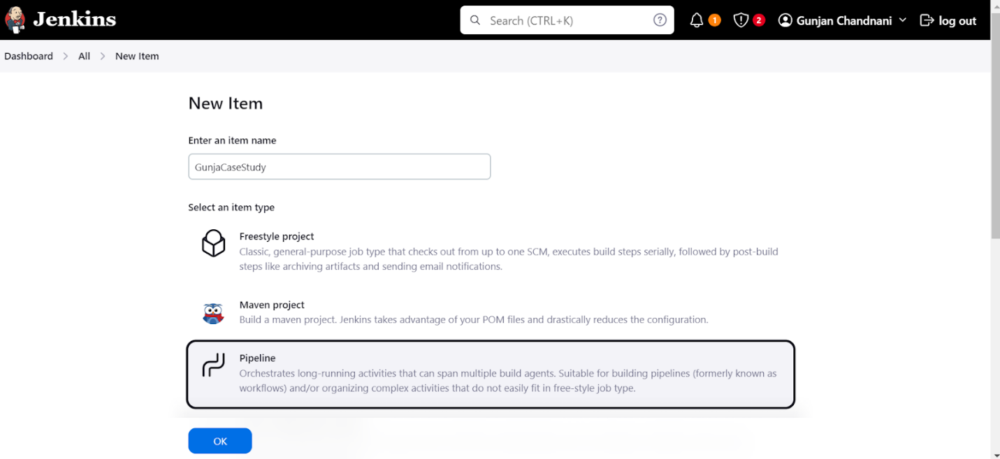 Jenkins
Search (CTRL+K)
?
1
2
Gunjan Chandnani
log out
Dashboard
All
New Item
New Item
Enter an item name
GunjaCaseStudy
Select an item type
Freestyle project
Classic, general-purpose job type that checks out from up to one SCM, executes build steps serially, followed by post-build
steps like archiving artifacts and sending email notifications.
Maven project
Build a maven project. Jenkins takes advantage of your POM files and drastically reduces the configuration.
Pipeline
Orchestrates long-running activities that can span multiple build agents. Suitable for building pipelines (formerly known as
workflows) and/or organizing complex activities that do not easily fit in free-style job type.
OK